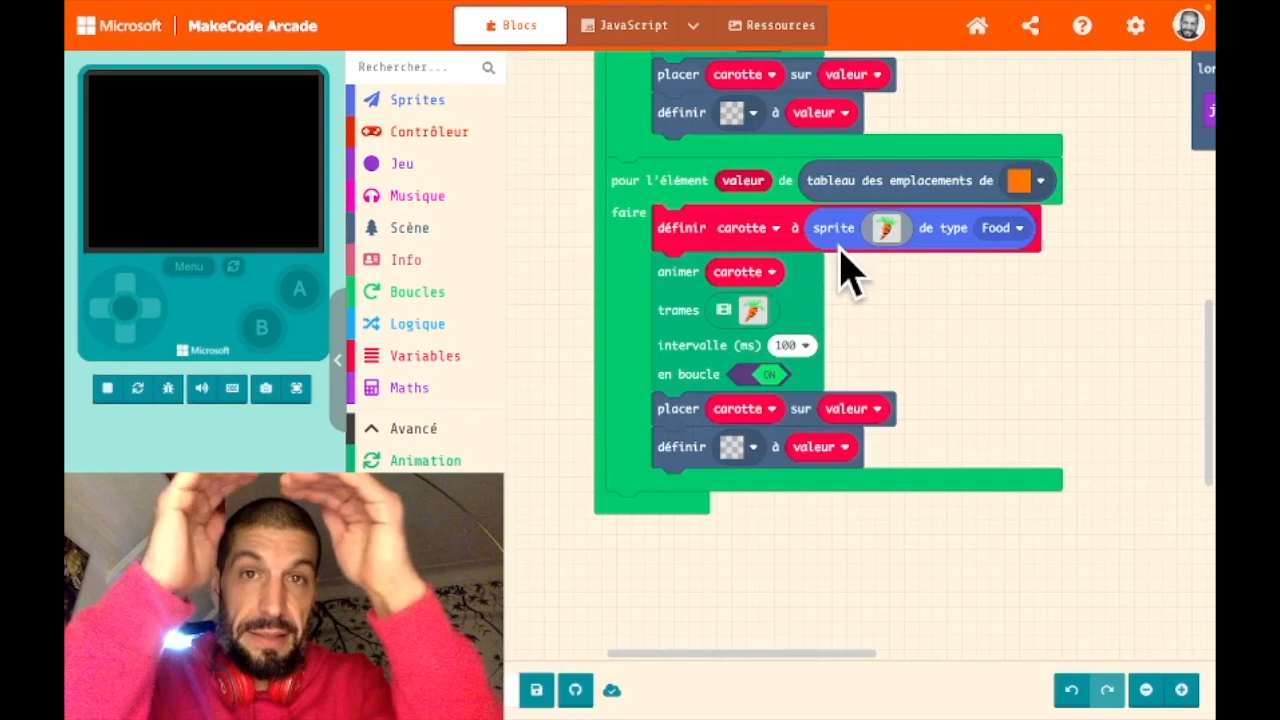 Microsoft | MakeCode Arcade
Blocs
JavaScript
Ressources
Rechercher...
Sprites
Contrôleur
Jeu
Musique
Scène
Info
Boucles
Logique
Variables
Maths
Avancé
Animation
Menu
A
B
Microsoft
placer carotte sur valeur
définir à valeur
pour l'élément valeur de tableau des emplacements de
faire
définir carotte à sprite de type Food
animer carotte
trames
intervalle (ms) 100
en boucle ON
placer carotte sur valeur
définir à valeur